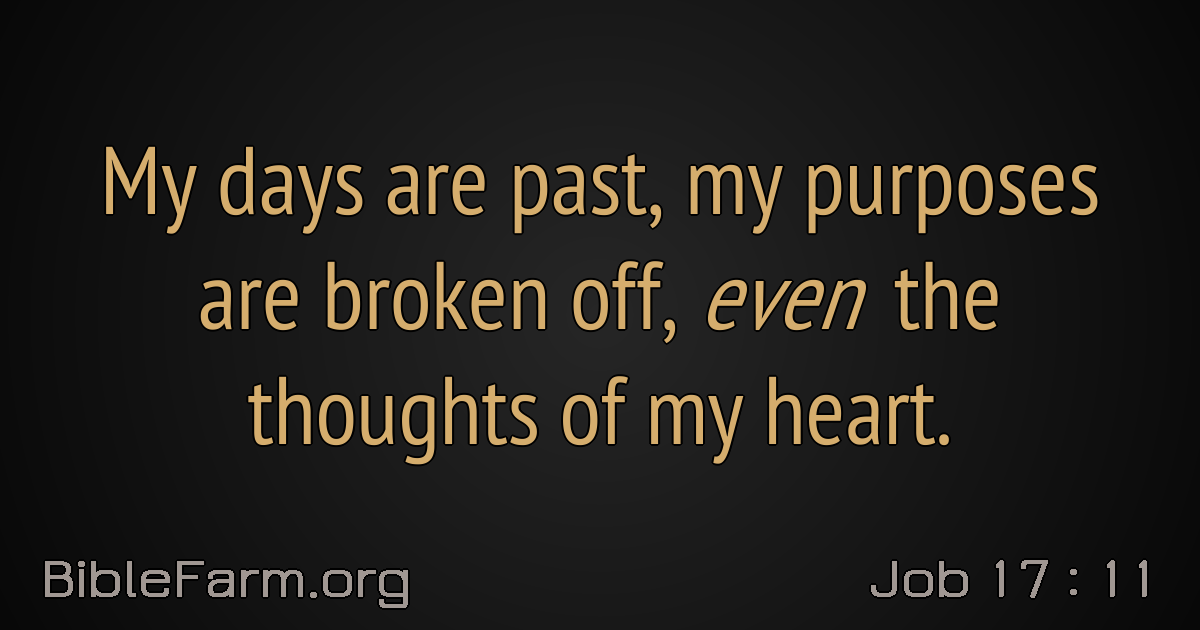 My days are past, my purposes
are broken off, even the
thoughts of my heart.
BibleFarm.org
Job 17 : 11